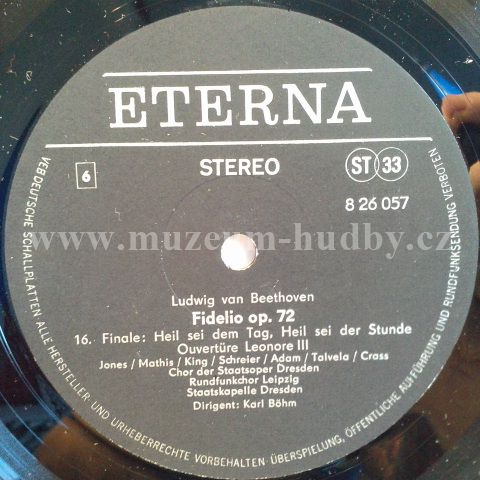 ETERNA
STEREO
6
ST 33
8 26 057
www.muzeum-hudby.cz
Ludwig van Beethoven
Fidelio op. 72
16. Finale: Heil sei dem Tag, Heil sei der Stunde
Ouvertüre Leonore III
Jones / Mathis / King / Schreier / Adam / Talvela / Crass
Chor der Staatsoper Dresden
Rundfunkchor Leipzig
Staatskapelle Dresden
Dirigent: Karl Böhm
VEB DEUTSCHE SCHALLPLATTEN ALLE HERSTELLER- UND URHEBERRECHTE VORBEHALTEN · ÜBERSPIELUNG, ÖFFENTLICHE AUFFÜHRUNG UND RUNDFUNKSENDUNG VERBOTEN